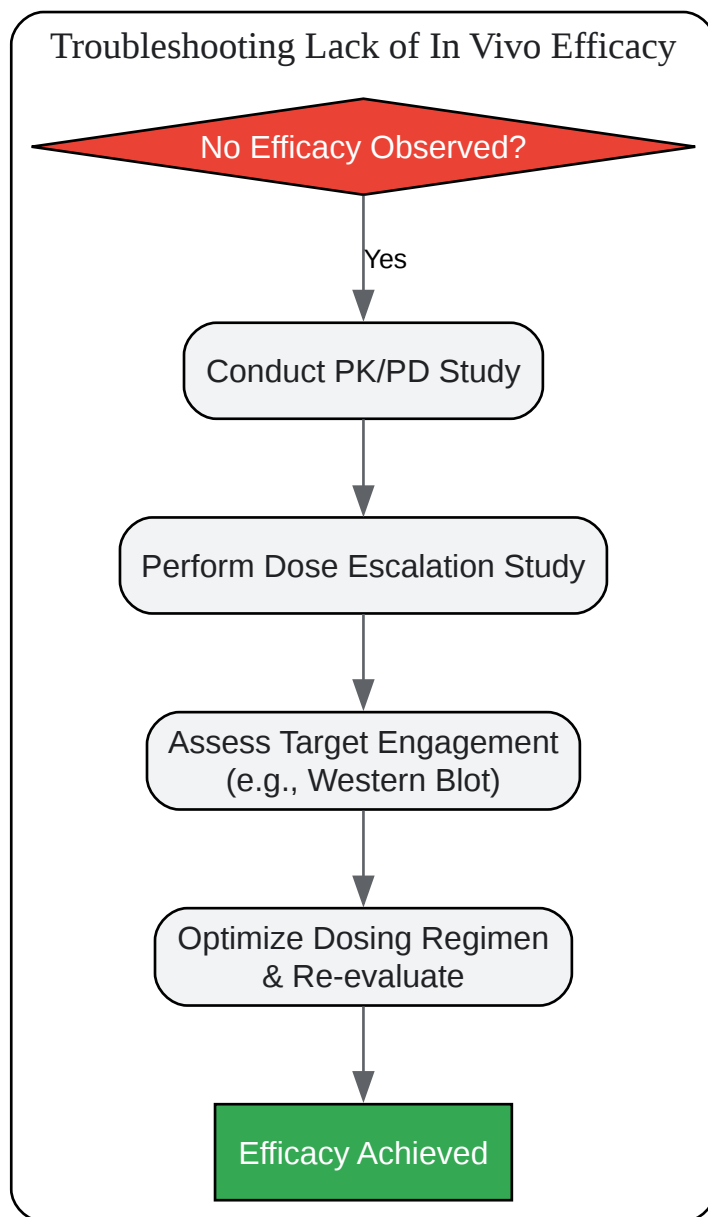 Troubleshooting Lack of In Vivo Efficacy
No Efficacy Observed?
Yes
Conduct PK/PD Study
Perform Dose Escalation Study
Assess Target Engagement
(e.g., Western Blot)
Optimize Dosing Regimen
& Re-evaluate
Efficacy Achieved